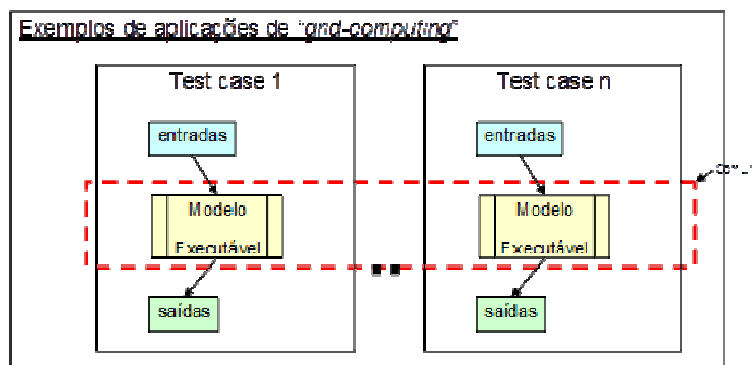 Exemplos de aplicações de "grid-computing"
Test case 1
Test case n
entradas
entradas
Modelo
Executável
Modelo
Executável
saídas
saídas